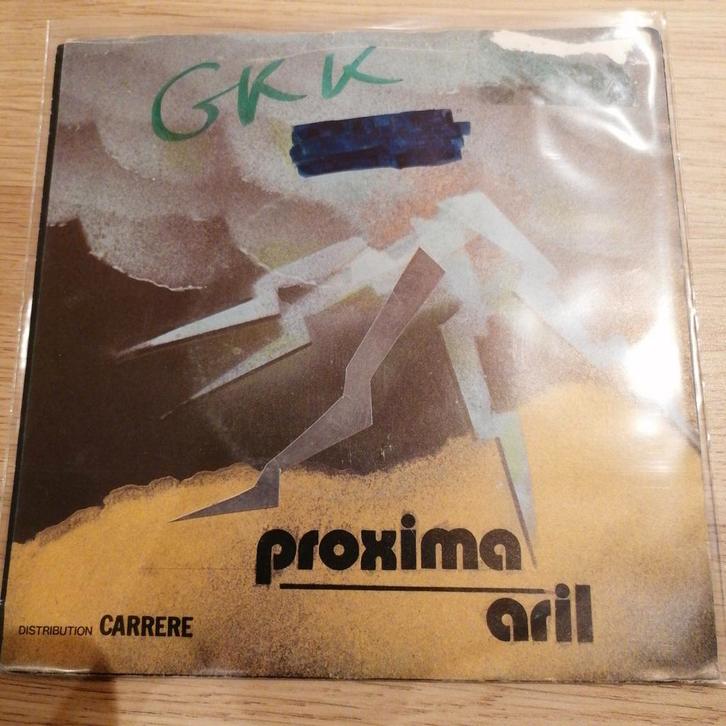 GKK
proxima
aril
DISTRIBUTION CARRERE